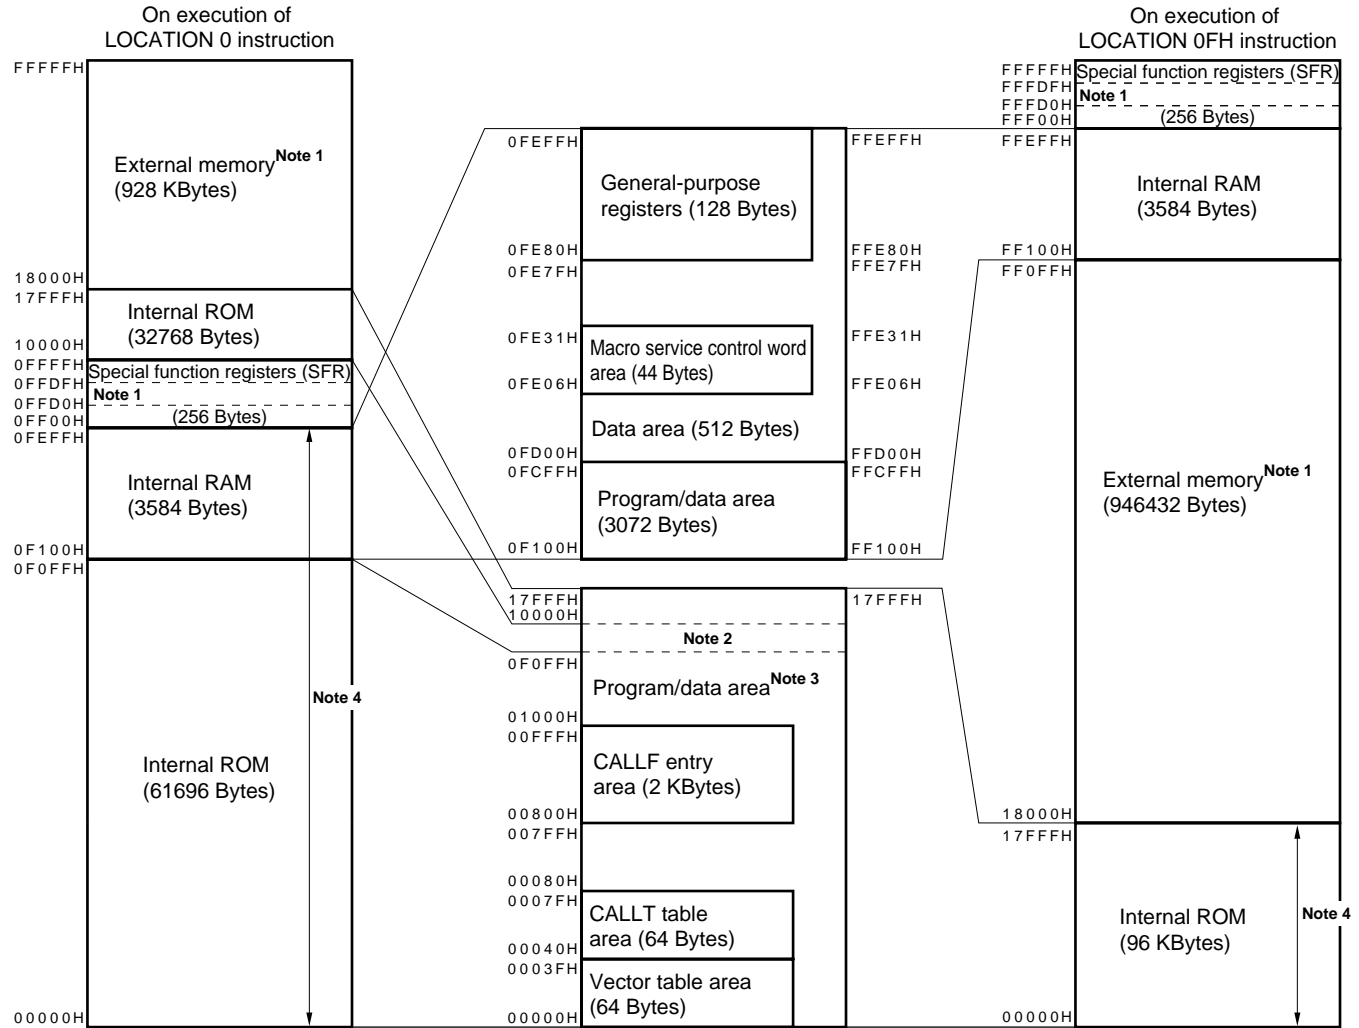 On execution of
LOCATION 0 instruction
FFFFFH
External memory Note 1
(928 KBytes)
18000H
17FFFH
Internal ROM
(32768 Bytes)
10000H
0FFFFH
Special function registers (SFR)
0FFDFH
Note 1
0FFD0H
0FF00H
(256 Bytes)
0FEFFH
Internal RAM
(3584 Bytes)
0F100H
0F0FFH
Note 4
Internal ROM
(61696 Bytes)
00000H
0FEFFH
FFEFFH
General-purpose
registers (128 Bytes)
0FE80H
FFE80H
0FE7FH
FFE7FH
0FE31H
FFE31H
Macro service control word
area (44 Bytes)
0FE06H
FFE06H
Data area (512 Bytes)
0FD00H
FFD00H
0FCFFH
FFCFFH
Program/data area
(3072 Bytes)
0F100H
FF100H
17FFFH
17FFFH
10000H
Note 2
0F0FFH
Program/data area Note 3
01000H
00FFFH
CALLF entry
area (2 KBytes)
00800H
007FFH
00080H
0007FH
CALLT table
area (64 Bytes)
00040H
0003FH
Vector table area
(64 Bytes)
00000H
On execution of
LOCATION 0FH instruction
FFFFFH
Special function registers (SFR)
FFFDFH
Note 1
FFFD0H
FFF00H
(256 Bytes)
FFEFFH
Internal RAM
(3584 Bytes)
FF100H
FF0FFH
External memory Note 1
(946432 Bytes)
18000H
17FFFH
Internal ROM
(96 KBytes)
Note 4
00000H